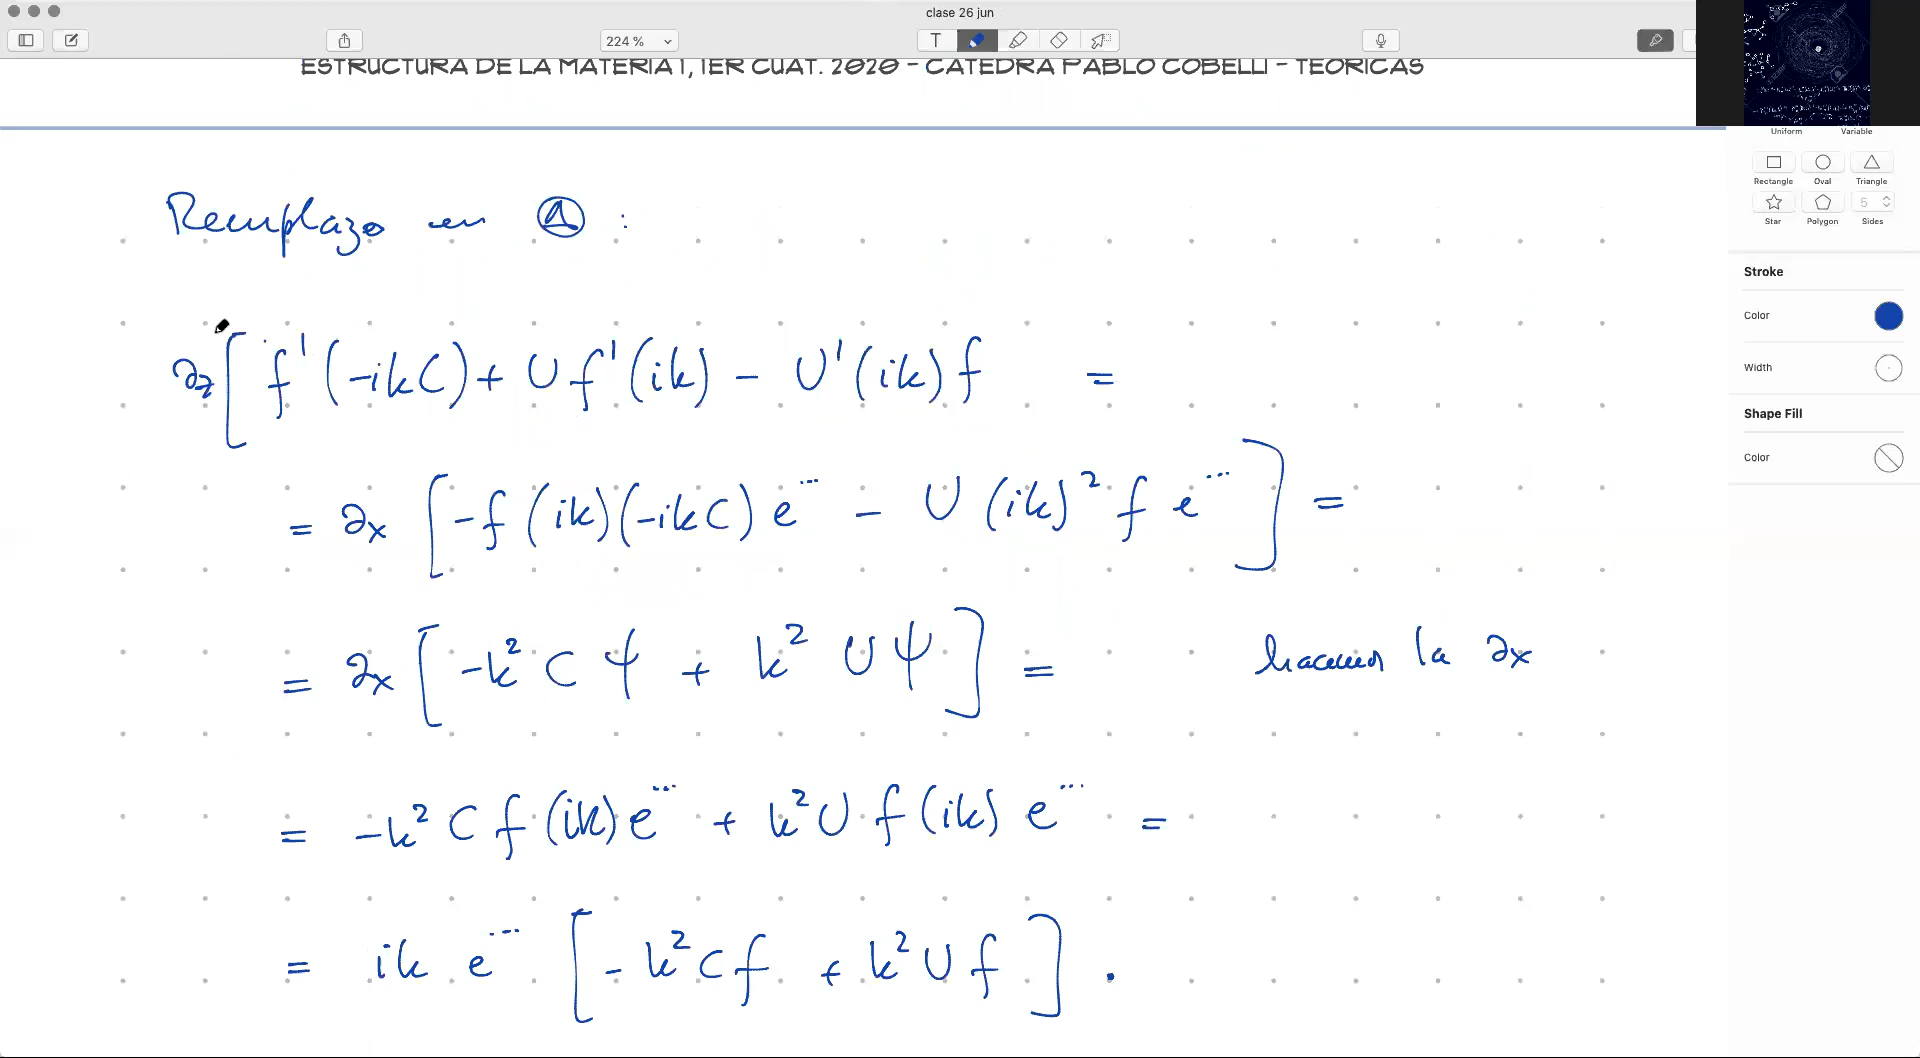 clase 26 jun
224 %
T
ESTRUCTURA DE LA MATERIA 1, 1ER CUAT. 2020 - CATEDRA PABLO COBELLI - TEORICAS
Uniform Variable
Rectangle Oval Triangle
5
Star Polygon Sides
Stroke
Color
Width
Shape Fill
Color
Remplazo en Ⓐ :
∂z [ f' (-ikC) + U f' (ik) - U' (ik) f =
= ∂x [ -f (ik)(-ikC) e^... - U (ik)² f e^... ] =
= ∂x [ -k² C ψ + k² U ψ ] = hacemos la ∂x
= -k² C f (ik) e^... + k² U f (ik) e^... =
= ik e^... [ - k² C f + k² U f ] .